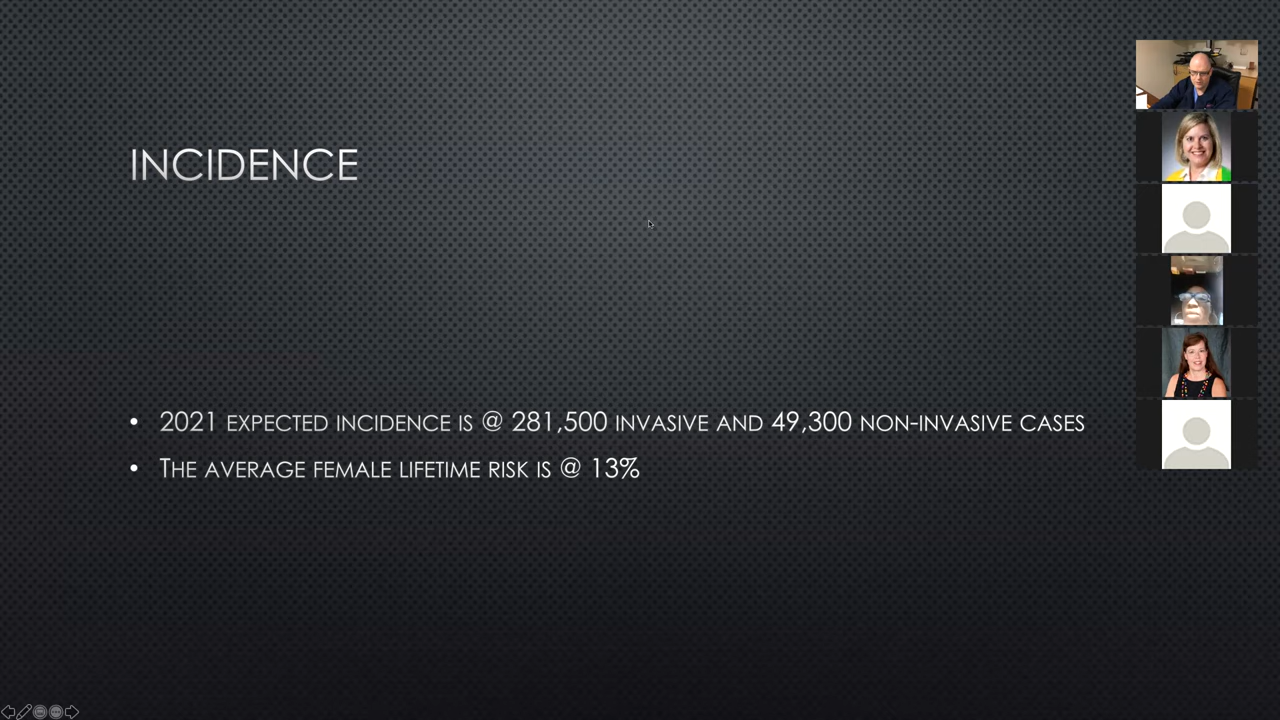 INCIDENCE
• 2021 EXPECTED INCIDENCE IS @ 281,500 INVASIVE AND 49,300 NON-INVASIVE CASES
• THE AVERAGE FEMALE LIFETIME RISK IS @ 13%